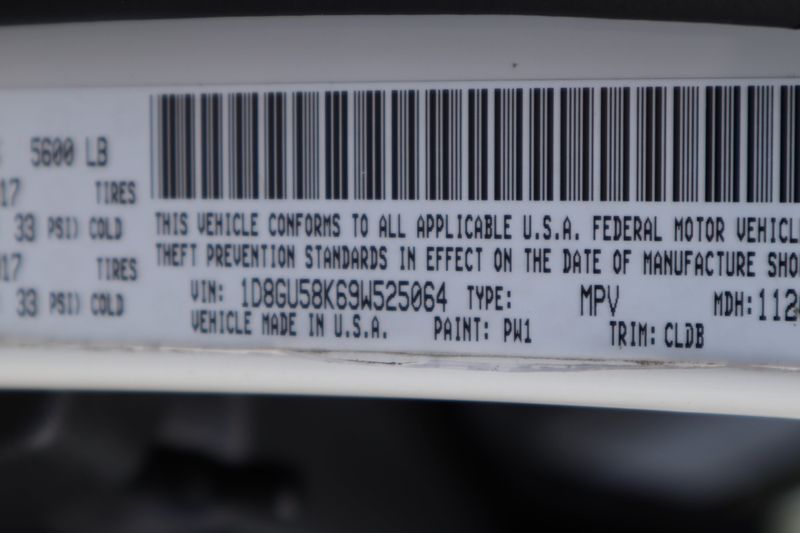 5600 LB
17 TIRES
33 PSI) COLD
017 TIRES
33 PSI) COLD
THIS VEHICLE CONFORMS TO ALL APPLICABLE U.S.A. FEDERAL MOTOR VEHICL
THEFT PREVENTION STANDARDS IN EFFECT ON THE DATE OF MANUFACTURE SHO
VIN: 1D8GU58K69W525064 TYPE: MPV MDH: 112
VEHICLE MADE IN U.S.A. PAINT: PW1 TRIM: CLDB